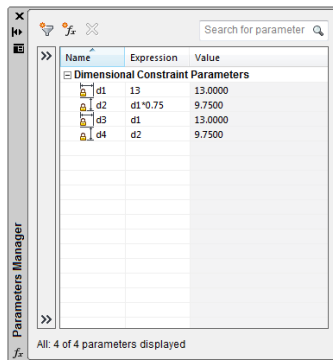 Search for parameter
Name Expression Value
Dimensional Constraint Parameters
d1 13 13.0000
d2 d1*0.75 9.7500
d3 d1 13.0000
d4 d2 9.7500
Parameters Manager
All: 4 of 4 parameters displayed